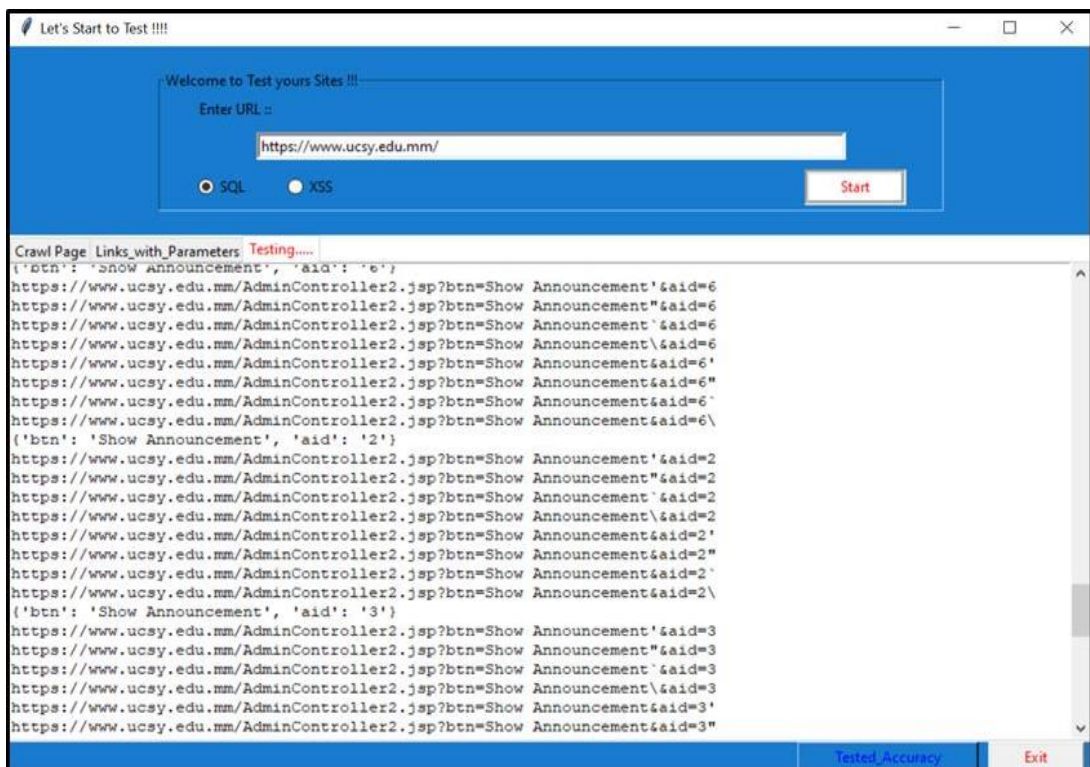 Let's Start to Test !!!!
Welcome to Test yours Sites !!!
Enter URL ::
https://www.ucsy.edu.mm/
SQL XSS Start
Crawl Page Links_with_Parameters Testing.....
{'btn': 'Show Announcement', 'aid': '6'}
https://www.ucsy.edu.mm/AdminController2.jsp?btn=Show Announcement'&aid=6
https://www.ucsy.edu.mm/AdminController2.jsp?btn=Show Announcement"&aid=6
https://www.ucsy.edu.mm/AdminController2.jsp?btn=Show Announcement`&aid=6
https://www.ucsy.edu.mm/AdminController2.jsp?btn=Show Announcement\&aid=6
https://www.ucsy.edu.mm/AdminController2.jsp?btn=Show Announcement&aid=6'
https://www.ucsy.edu.mm/AdminController2.jsp?btn=Show Announcement&aid=6"
https://www.ucsy.edu.mm/AdminController2.jsp?btn=Show Announcement&aid=6`
https://www.ucsy.edu.mm/AdminController2.jsp?btn=Show Announcement&aid=6\
{'btn': 'Show Announcement', 'aid': '2'}
https://www.ucsy.edu.mm/AdminController2.jsp?btn=Show Announcement'&aid=2
https://www.ucsy.edu.mm/AdminController2.jsp?btn=Show Announcement"&aid=2
https://www.ucsy.edu.mm/AdminController2.jsp?btn=Show Announcement`&aid=2
https://www.ucsy.edu.mm/AdminController2.jsp?btn=Show Announcement\&aid=2
https://www.ucsy.edu.mm/AdminController2.jsp?btn=Show Announcement&aid=2'
https://www.ucsy.edu.mm/AdminController2.jsp?btn=Show Announcement&aid=2"
https://www.ucsy.edu.mm/AdminController2.jsp?btn=Show Announcement&aid=2`
https://www.ucsy.edu.mm/AdminController2.jsp?btn=Show Announcement&aid=2\
{'btn': 'Show Announcement', 'aid': '3'}
https://www.ucsy.edu.mm/AdminController2.jsp?btn=Show Announcement'&aid=3
https://www.ucsy.edu.mm/AdminController2.jsp?btn=Show Announcement"&aid=3
https://www.ucsy.edu.mm/AdminController2.jsp?btn=Show Announcement`&aid=3
https://www.ucsy.edu.mm/AdminController2.jsp?btn=Show Announcement\&aid=3
https://www.ucsy.edu.mm/AdminController2.jsp?btn=Show Announcement&aid=3'
https://www.ucsy.edu.mm/AdminController2.jsp?btn=Show Announcement&aid=3"
Tested_Accuracy Exit